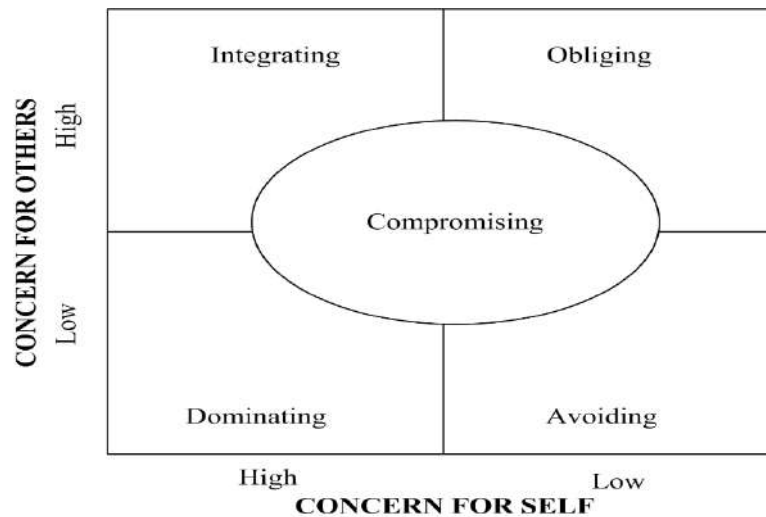 Integrating
Obliging
CONCERN FOR OTHERS
High
Compromising
Low
Dominating
Avoiding
High
Low
CONCERN FOR SELF